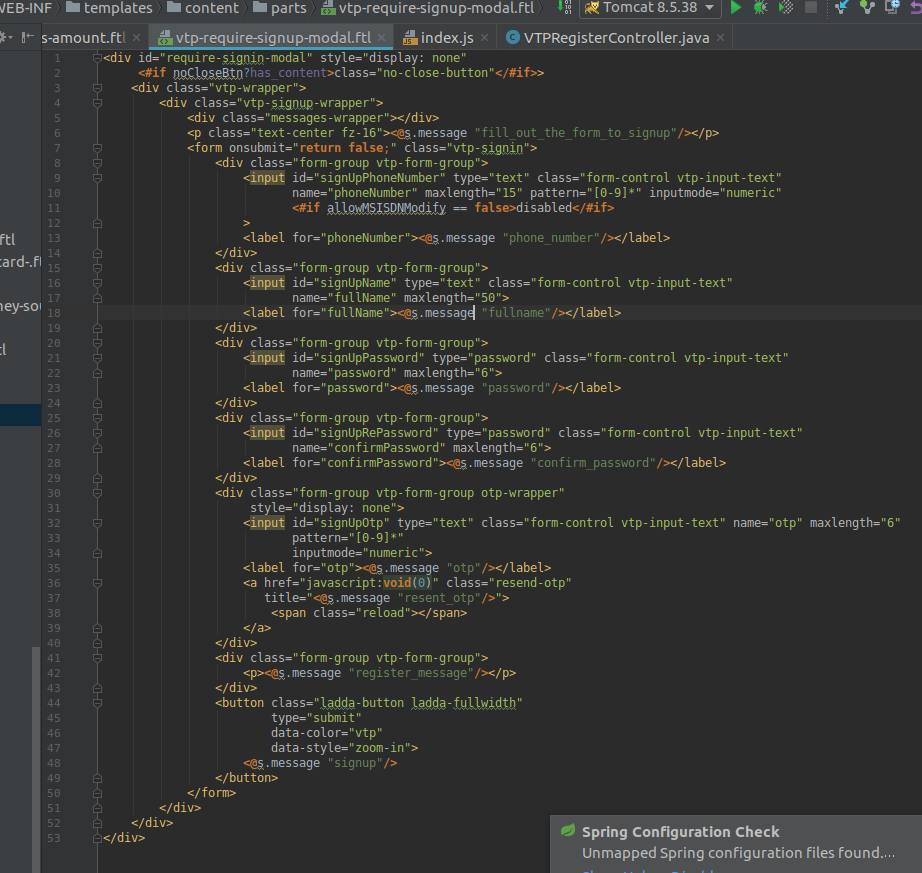 WEB-INF templates content parts vtp-require-signup-modal.ftl Tomcat 8.5.38
s-amount.ftl vtp-require-signup-modal.ftl index.js VTPRegisterController.java
1 <div id="require-signin-modal" style="display: none"
2 <#if noCloseBtn?has_content>class="no-close-button"</#if>>
3 <div class="vtp-wrapper">
4 <div class="vtp-signup-wrapper">
5 <div class="messages-wrapper"></div>
6 <p class="text-center fz-16"><@s.message "fill_out_the_form_to_signup"/></p>
7 <form onsubmit="return false;" class="vtp-signin">
8 <div class="form-group vtp-form-group">
9 <input id="signUpPhoneNumber" type="text" class="form-control vtp-input-text"
10 name="phoneNumber" maxlength="15" pattern="[0-9]*" inputmode="numeric"
11 <#if allowMSISDNModify == false>disabled</#if>
12 >
13 <label for="phoneNumber"><@s.message "phone_number"/></label>
14 </div>
15 <div class="form-group vtp-form-group">
16 <input id="signUpName" type="text" class="form-control vtp-input-text"
17 name="fullName" maxlength="50">
18 <label for="fullName"><@s.message "fullname"/></label>
19 </div>
20 <div class="form-group vtp-form-group">
21 <input id="signUpPassword" type="password" class="form-control vtp-input-text"
22 name="password" maxlength="6">
23 <label for="password"><@s.message "password"/></label>
24 </div>
25 <div class="form-group vtp-form-group">
26 <input id="signUpRePassword" type="password" class="form-control vtp-input-text"
27 name="confirmPassword" maxlength="6">
28 <label for="confirmPassword"><@s.message "confirm_password"/></label>
29 </div>
30 <div class="form-group vtp-form-group otp-wrapper"
31 style="display: none">
32 <input id="signUpOtp" type="text" class="form-control vtp-input-text" name="otp" maxlength="6"
33 pattern="[0-9]*"
34 inputmode="numeric">
35 <label for="otp"><@s.message "otp"/></label>
36 <a href="javascript:void(0)" class="resend-otp"
37 title="<@s.message "resent_otp"/>">
38 <span class="reload"></span>
39 </a>
40 </div>
41 <div class="form-group vtp-form-group">
42 <p><@s.message "register_message"/></p>
43 </div>
44 <button class="ladda-button ladda-fullwidth"
45 type="submit"
46 data-color="vtp"
47 data-style="zoom-in">
48 <@s.message "signup"/>
49 </button>
50 </form>
51 </div>
52 </div>
53 </div>
Spring Configuration Check
Unmapped Spring configuration files found....